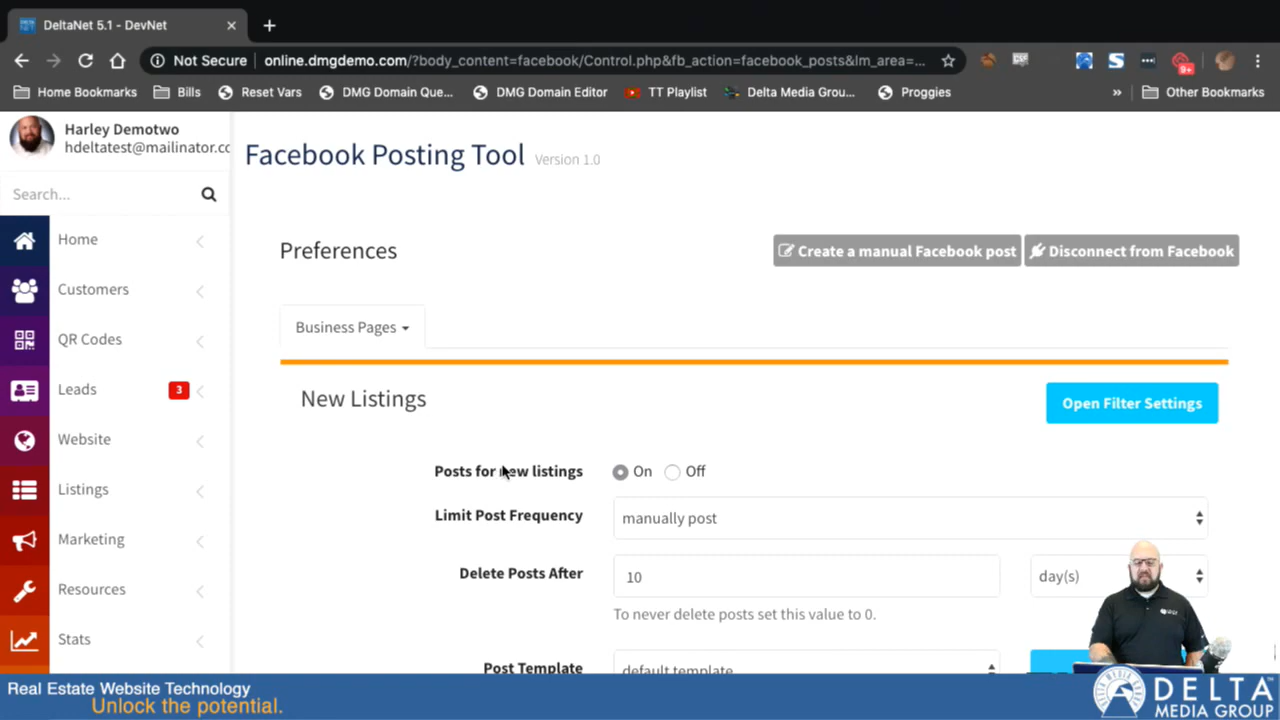 DeltaNet 5.1 - DevNet
Not Secure online.dmgdemo.com/?body_content=facebook/Control.php&fb_action=facebook_posts&lm_area=...
9+
Home Bookmarks Bills Reset Vars DMG Domain Que... DMG Domain Editor TT Playlist Delta Media Grou... Proggies » Other Bookmarks
Harley Demotwo
hdeltatest@mailinator.cc
Search...
Home
Customers
QR Codes
Leads 3
Website
Listings
Marketing
Resources
Stats
Facebook Posting Tool Version 1.0
Preferences Create a manual Facebook post Disconnect from Facebook
Business Pages
New Listings Open Filter Settings
Posts for new listings On Off
Limit Post Frequency manually post
Delete Posts After 10 day(s)
To never delete posts set this value to 0.
Post Template default template
Real Estate Website Technology
Unlock the potential.
DELTA
MEDIA GROUP